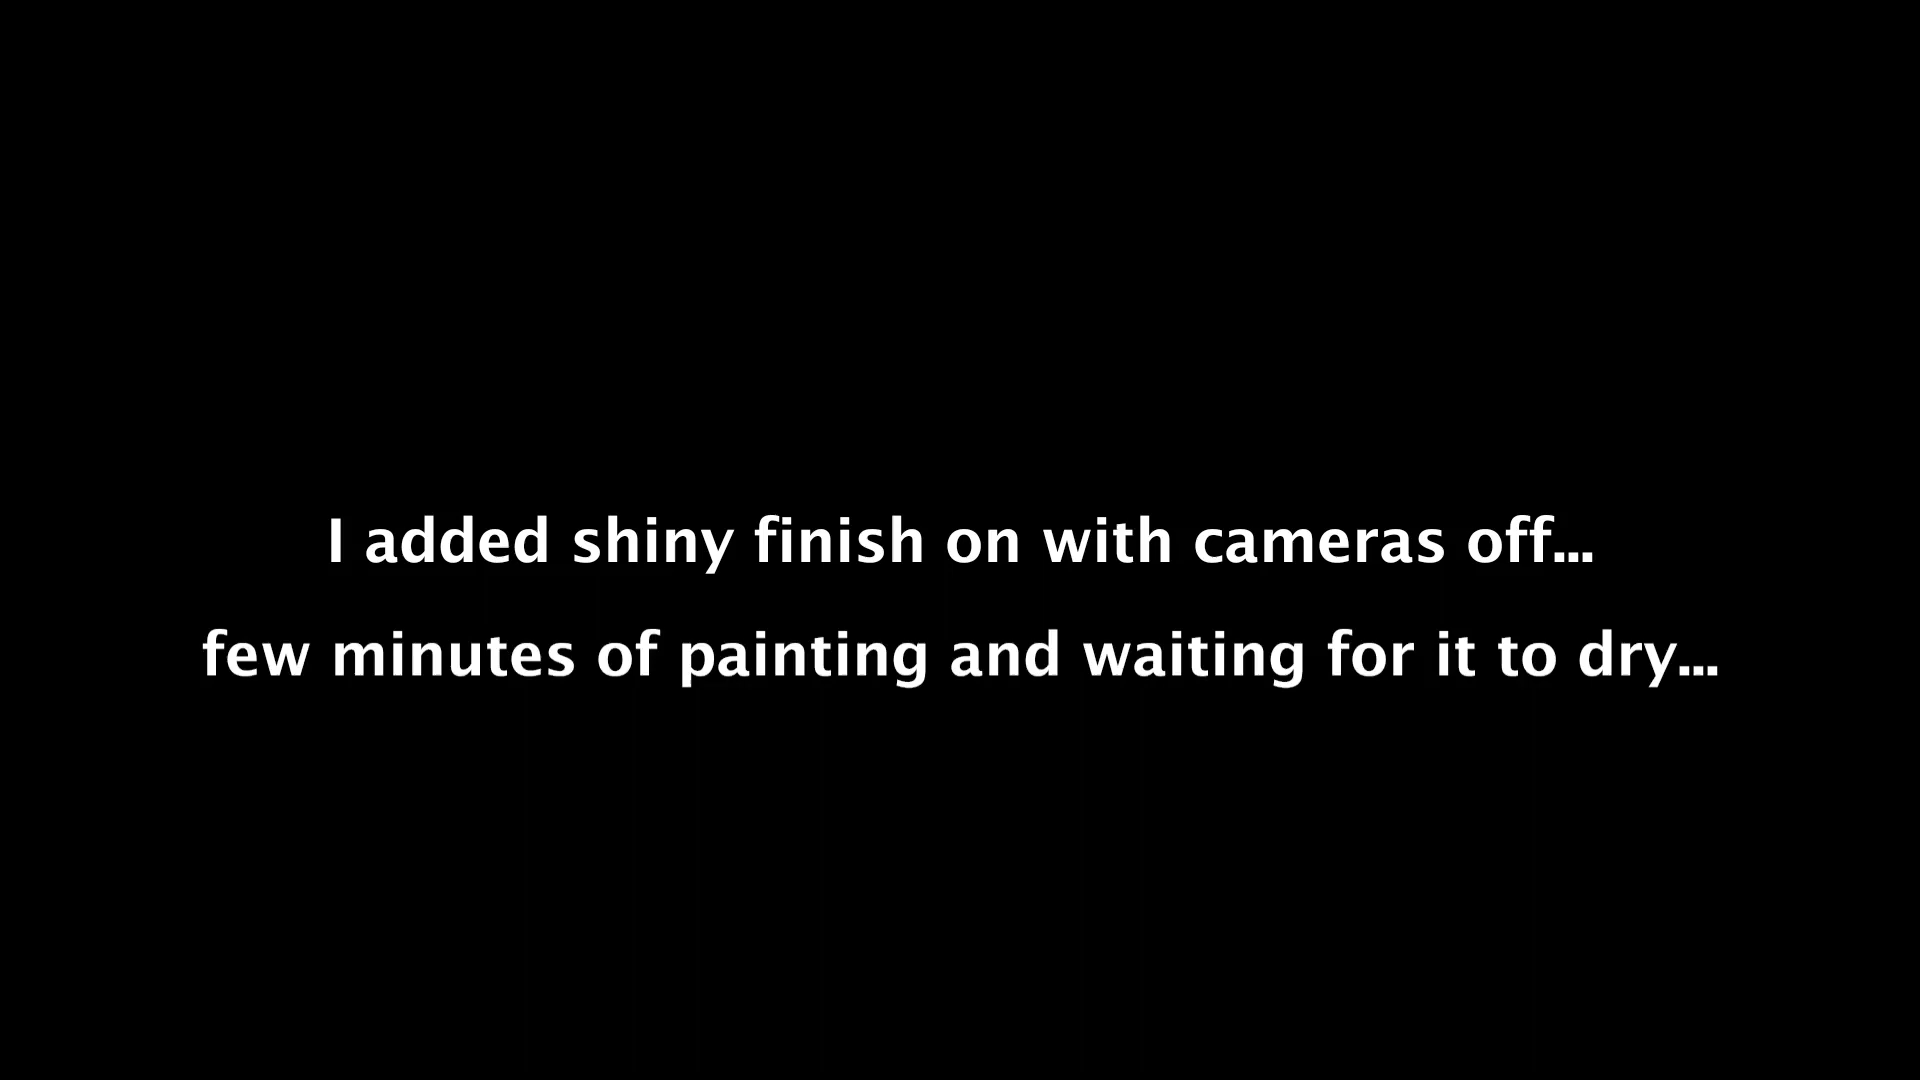 I added shiny finish on with cameras off...
few minutes of painting and waiting for it to dry...